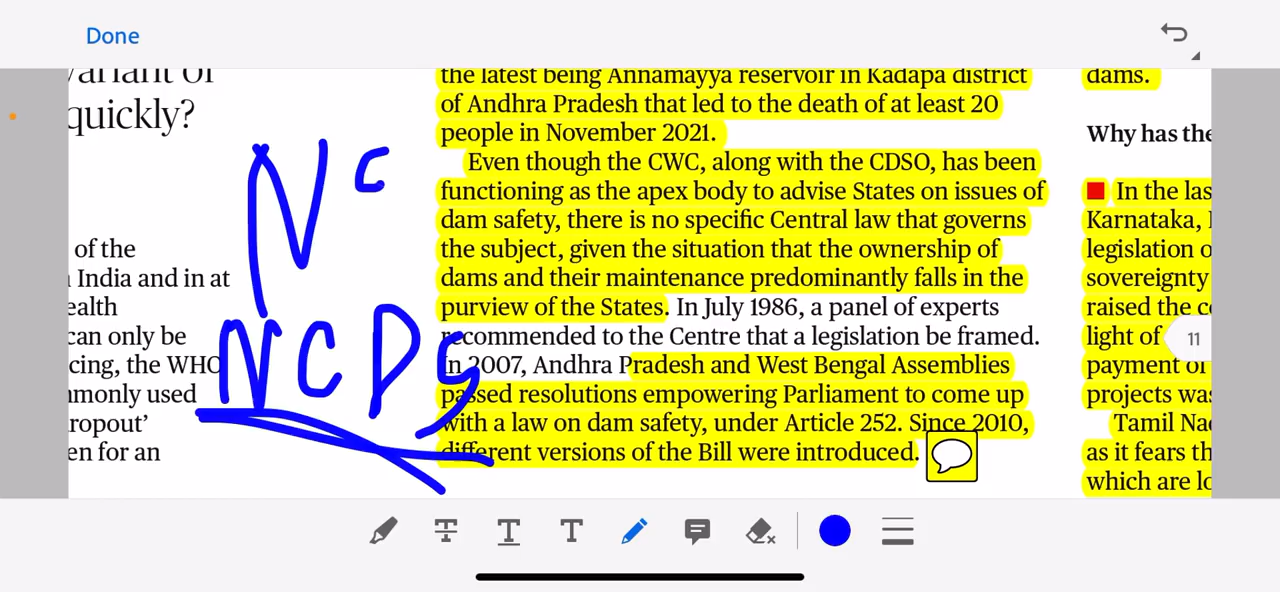 Done
variant of
quickly?
of the
India and in at
ealth
can only be
cing, the WHO
mmonly used
ropout'
en for an
N C
NCDS
the latest being Annamayya reservoir in Kadapa district
of Andhra Pradesh that led to the death of at least 20
people in November 2021.
Even though the CWC, along with the CDSO, has been
functioning as the apex body to advise States on issues of
dam safety, there is no specific Central law that governs
the subject, given the situation that the ownership of
dams and their maintenance predominantly falls in the
purview of the States. In July 1986, a panel of experts
recommended to the Centre that a legislation be framed.
In 2007, Andhra Pradesh and West Bengal Assemblies
passed resolutions empowering Parliament to come up
with a law on dam safety, under Article 252. Since 2010,
different versions of the Bill were introduced.
dams.
Why has the
In the las
Karnataka,
legislation o
sovereignty
raised the c
light of
payment of
projects was
Tamil Nad
as it fears th
which are lo
11
T T T